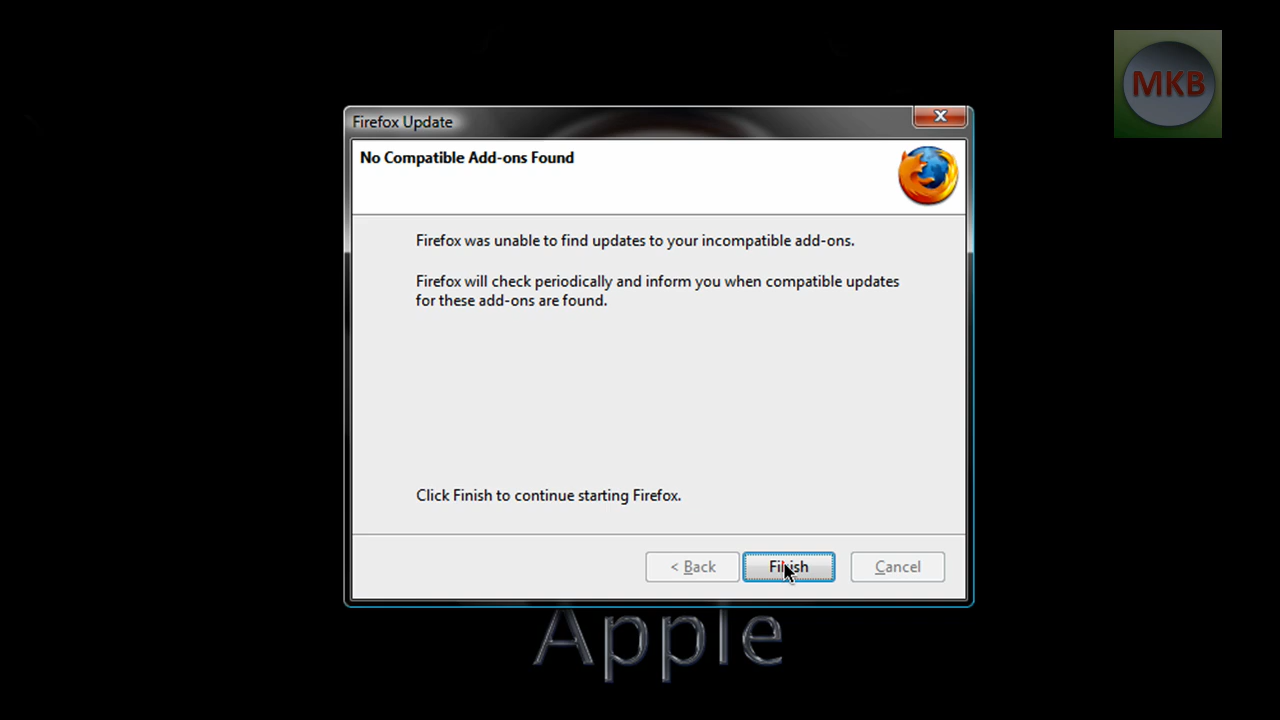 MKB
Firefox Update
No Compatible Add-ons Found
Firefox was unable to find updates to your incompatible add-ons.
Firefox will check periodically and inform you when compatible updates
for these add-ons are found.
Click Finish to continue starting Firefox.
< Back Finish Cancel
Apple